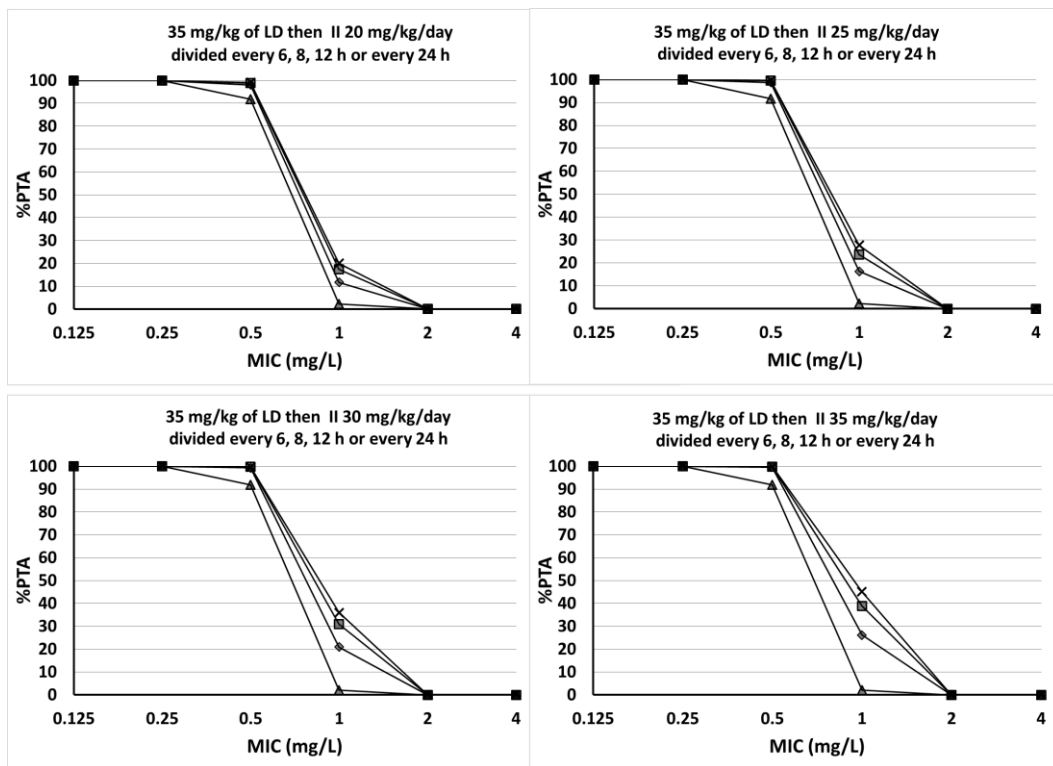 35 mg/kg of LD then II 20 mg/kg/day
divided every 6, 8, 12 h or every 24 h
100
90
80
70
60
50
40
30
20
10
0
%PTA
0.125 0.25 0.5 1 2 4
MIC (mg/L)
35 mg/kg of LD then II 25 mg/kg/day
divided every 6, 8, 12 h or every 24 h
100
90
80
70
60
50
40
30
20
10
0
%PTA
0.125 0.25 0.5 1 2 4
MIC (mg/L)
35 mg/kg of LD then II 30 mg/kg/day
divided every 6, 8, 12 h or every 24 h
100
90
80
70
60
50
40
30
20
10
0
%PTA
0.125 0.25 0.5 1 2 4
MIC (mg/L)
35 mg/kg of LD then II 35 mg/kg/day
divided every 6, 8, 12 h or every 24 h
100
90
80
70
60
50
40
30
20
10
0
%PTA
0.125 0.25 0.5 1 2 4
MIC (mg/L)